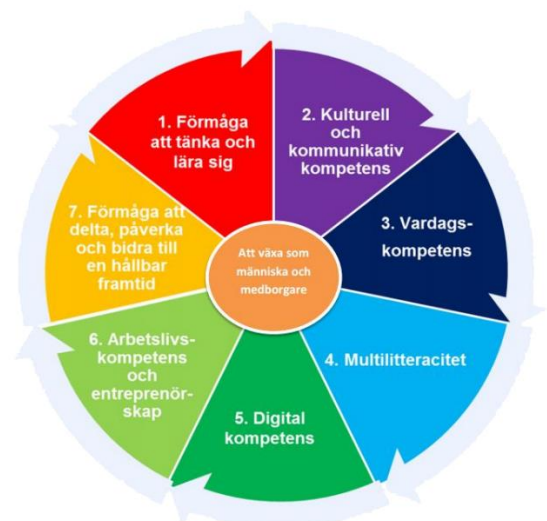 1. Förmåga
att tänka och
lära sig
2. Kulturell
och
kommunikativ
kompetens
3. Vardags-
kompetens
4. Multilitteracitet
5. Digital
kompetens
6. Arbetslivs-
kompetens
och
entreprenör-
skap
7. Förmåga att
delta, påverka
och bidra till
en hållbar
framtid
Att växa som
människa och
medborgare